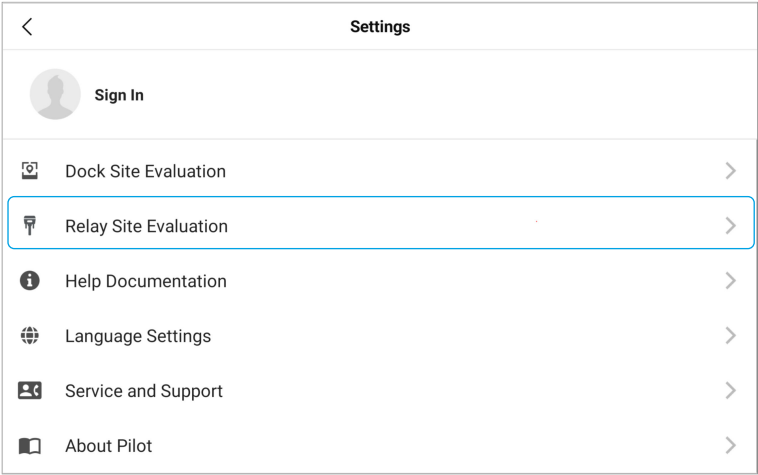 Settings
Sign In
Dock Site Evaluation
Relay Site Evaluation
Help Documentation
Language Settings
Service and Support
About Pilot